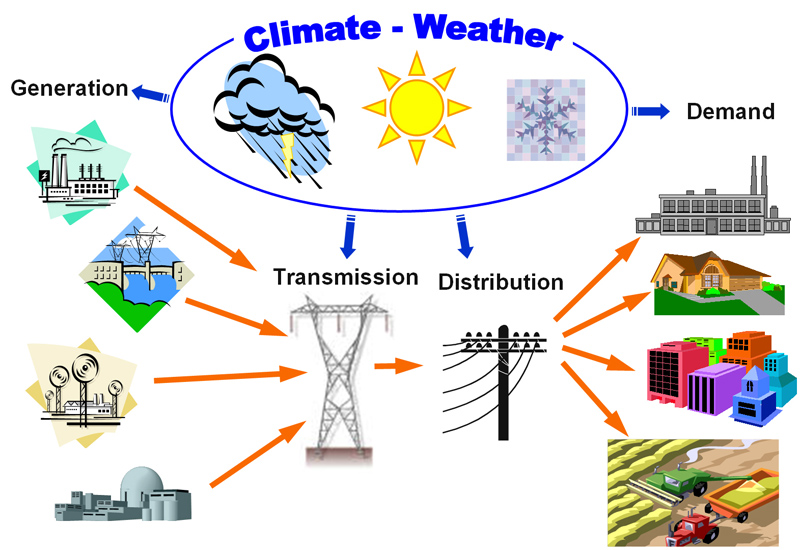 Climate - Weather
Generation
Demand
Transmission
Distribution